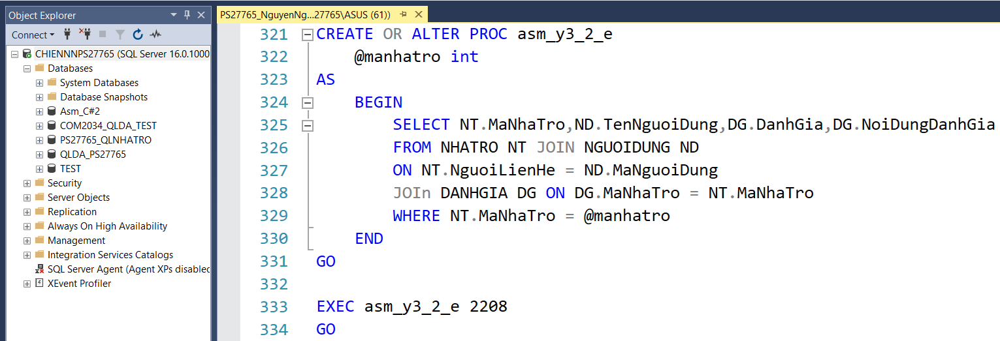 Object Explorer
Connect
CHIENNNPS27765 (SQL Server 16.0.1000
Databases
System Databases
Database Snapshots
Asm_C#2
COM2034_QLDA_TEST
PS27765_QLNHATRO
QLDA_PS27765
TEST
Security
Server Objects
Replication
Always On High Availability
Management
Integration Services Catalogs
SQL Server Agent (Agent XPs disabled
XEvent Profiler
PS27765_NguyenNg...27765\ASUS (61))
321 CREATE OR ALTER PROC asm_y3_2_e
322 @manhatro int
323 AS
324 BEGIN
325 SELECT NT.MaNhaTro,ND.TenNguoiDung,DG.DanhGia,DG.NoiDungDanhGia
326 FROM NHATRO NT JOIN NGUOIDUNG ND
327 ON NT.NguoiLienHe = ND.MaNguoiDung
328 JOIn DANHGIA DG ON DG.MaNhaTro = NT.MaNhaTro
329 WHERE NT.MaNhaTro = @manhatro
330 END
331 GO
332
333 EXEC asm_y3_2_e 2208
334 GO